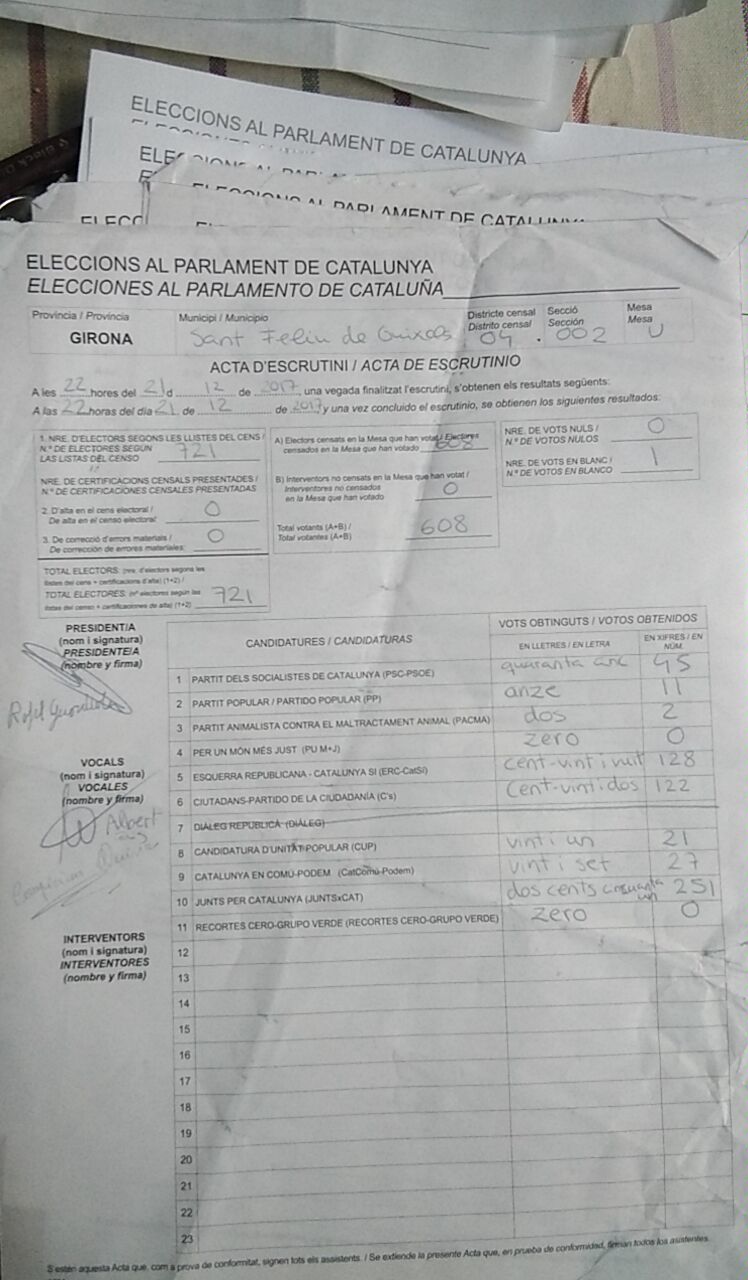 ELECCIONS AL PARLAMENT DE CATALUNYA
ELECCIONS AL PARLAMENT DE CATALUNYA
ELECCIONS AL PARLAMENT DE CATALUNYA
ELECCIONES AL PARLAMENTO DE CATALUÑA
Província / Provincia
GIRONA
Municipi / Municipio
Sant Feliu de Guíxols
Districte censal
Distrito censal
04
Secció
Sección
002
Mesa
Mesa
U
ACTA D'ESCRUTINI / ACTA DE ESCRUTINIO
A les 22 hores del 21 d 12 de 2017, una vegada finalitzat l'escrutini, s'obtenen els resultats següents:
A las 22 horas del día 21 de 12 de 2017 y una vez concluido el escrutinio, se obtienen los siguientes resultados:
1. NRE. D'ELECTORS SEGONS LES LLISTES DEL CENS /
N.º DE ELECTORES SEGÚN
LAS LISTAS DEL CENSO 721
NRE. DE CERTIFICACIONS CENSALS PRESENTADES /
N.º DE CERTIFICACIONES CENSALES PRESENTADAS
2. D'alta en el cens electoral /
De alta en el censo electoral: 0
3. De correcció d'errors materials /
De corrección de errores materiales: 0
TOTAL ELECTORS: (nre. d'electors segons les
llistes del cens + certificacions d'alta) (1+2) /
TOTAL ELECTORES: (nº electores según las
listas del censo + certificaciones de alta) (1+2) 721
A) Electors censats en la Mesa que han votat / Electores
censados en la Mesa que han votado 608
B) Interventors no censats en la Mesa que han votat /
Interventores no censados
en la Mesa que han votado 0
Total votants (A+B) /
Total votantes (A+B) 608
NRE. DE VOTS NULS /
N.º DE VOTOS NULOS 0
NRE. DE VOTS EN BLANC /
N.º DE VOTOS EN BLANCO 1
PRESIDENT/A
(nom i signatura)
PRESIDENTE/A
(nombre y firma)
VOCALS
(nom i signatura)
VOCALES
(nombre y firma)
Albert
INTERVENTORS
(nom i signatura)
INTERVENTORES
(nombre y firma)
CANDIDATURES / CANDIDATURAS
VOTS OBTINGUTS / VOTOS OBTENIDOS
EN LLETRES / EN LETRA
EN XIFRES / EN NÚM.
1 PARTIT DELS SOCIALISTES DE CATALUNYA (PSC-PSOE) quaranta cinc 45
2 PARTIT POPULAR / PARTIDO POPULAR (PP) onze 11
3 PARTIT ANIMALISTA CONTRA EL MALTRACTAMENT ANIMAL (PACMA) dos 2
4 PER UN MÓN MÉS JUST (PU M+J) zero 0
5 ESQUERRA REPUBLICANA - CATALUNYA SÍ (ERC-CatSí) cent-vint i vuit 128
6 CIUTADANS-PARTIDO DE LA CIUDADANÍA (C's) Cent-vint i dos 122
7 DIÀLEG REPÚBLICA (DIÀLEG)
8 CANDIDATURA D'UNITAT POPULAR (CUP) vint i un 21
9 CATALUNYA EN COMÚ-PODEM (CatComú-Podem) vint i set 27
10 JUNTS PER CATALUNYA (JUNTSxCAT) dos cents cinquanta un 251
11 RECORTES CERO-GRUPO VERDE (RECORTES CERO-GRUPO VERDE) zero 0
12
13
14
15
16
17
18
19
20
21
22
23
S'estén aquesta Acta que, com a prova de conformitat, signen tots els assistents. / Se extiende la presente Acta que, en prueba de conformidad, firman todos los asistentes.